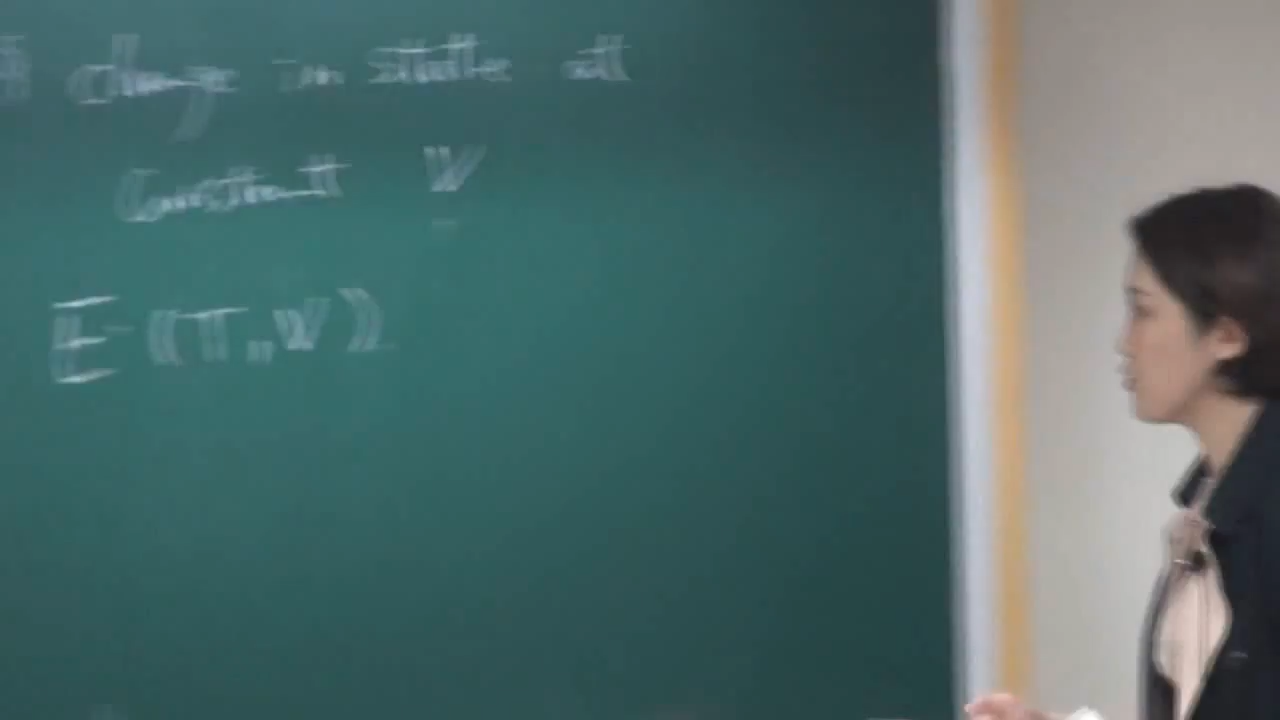 change in state at
Constant V
E (T, V)